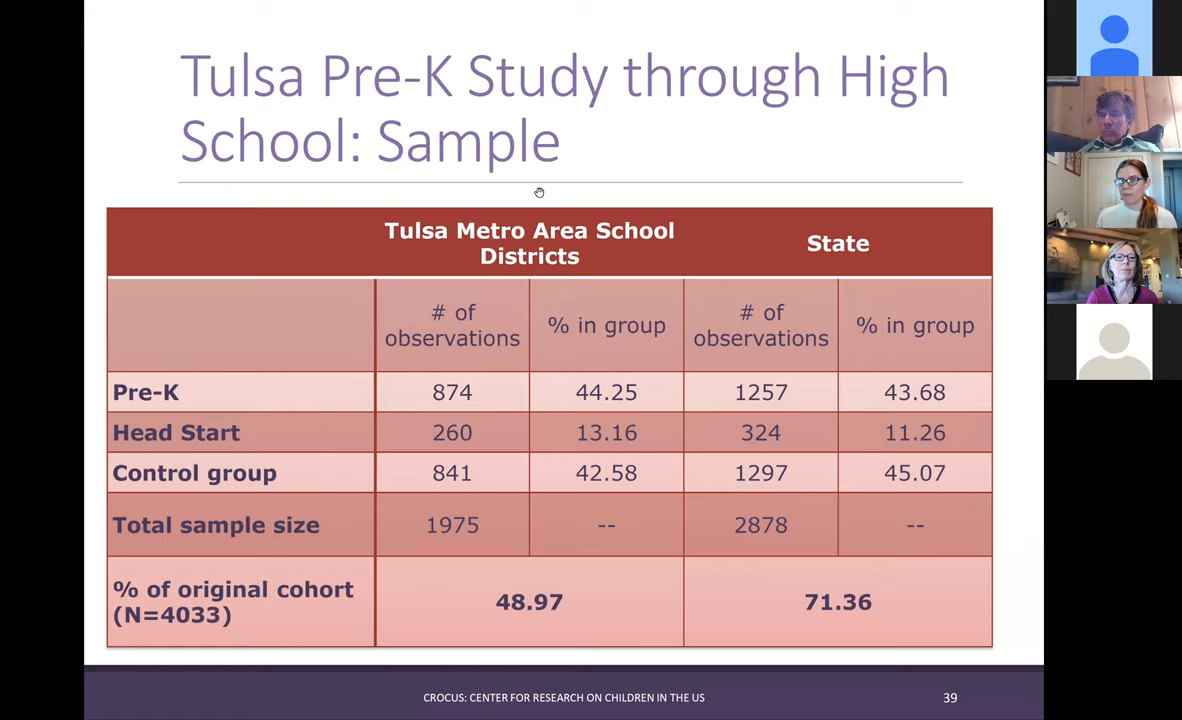 Tulsa Pre-K Study through High
School: Sample
Tulsa Metro Area School
Districts
State
# of
observations
% in group
# of
observations
% in group
Pre-K 874 44.25 1257 43.68
Head Start 260 13.16 324 11.26
Control group 841 42.58 1297 45.07
Total sample size 1975 -- 2878 --
% of original cohort
(N=4033)
48.97 71.36
CROCUS: CENTER FOR RESEARCH ON CHILDREN IN THE US 39